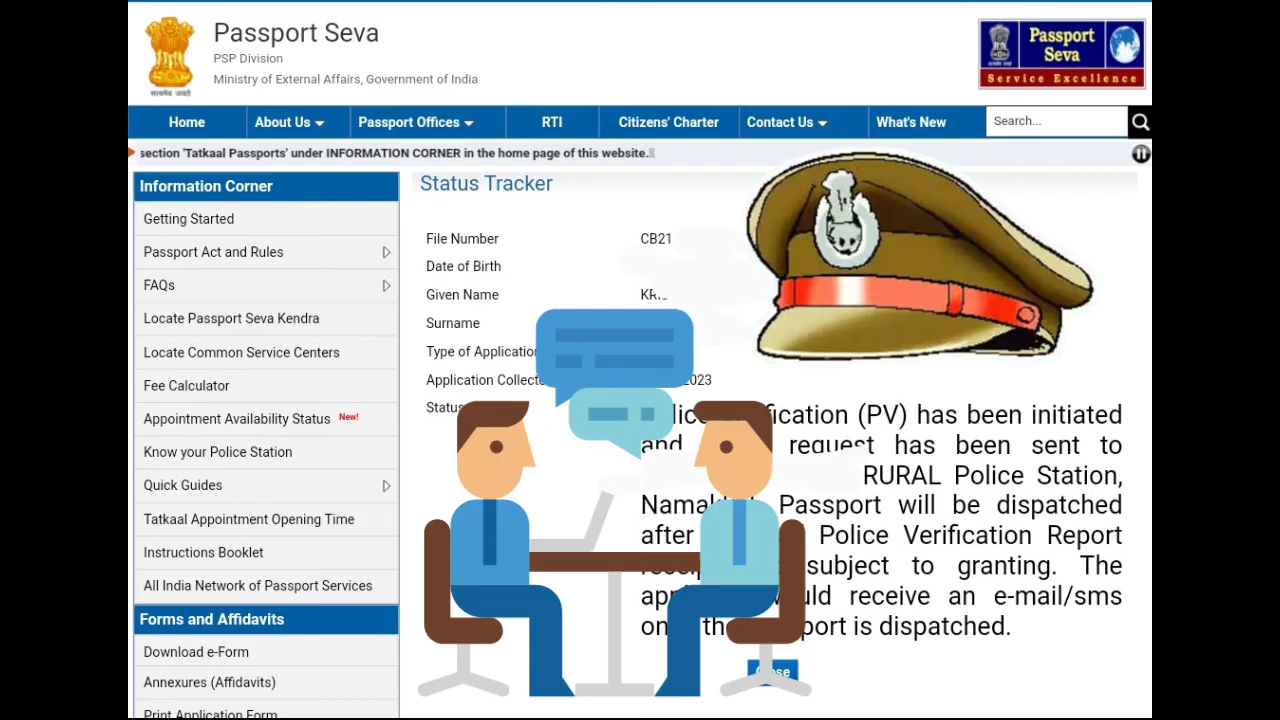 Passport Seva
PSP Division
Ministry of External Affairs, Government of India
सत्यमेव जयते
Passport
Seva
Service Excellence
Home About Us Passport Offices RTI Citizens' Charter Contact Us What's New Search...
section 'Tatkaal Passports' under INFORMATION CORNER in the home page of this website.
Information Corner
Getting Started
Passport Act and Rules
FAQs
Locate Passport Seva Kendra
Locate Common Service Centers
Fee Calculator
Appointment Availability Status New!
Know your Police Station
Quick Guides
Tatkaal Appointment Opening Time
Instructions Booklet
All India Network of Passport Services
Forms and Affidavits
Download e-Form
Annexures (Affidavits)
Print Application Form
Status Tracker
File Number CB21
Date of Birth
Given Name
Surname
Type of Application
Application Collecte 2023
Status
(PV) has been initiated
and request has been sent to
RURAL Police Station,
Passport will be dispatched
after Police Verification Report
subject to granting. The
receive an e-mail/sms
is dispatched.